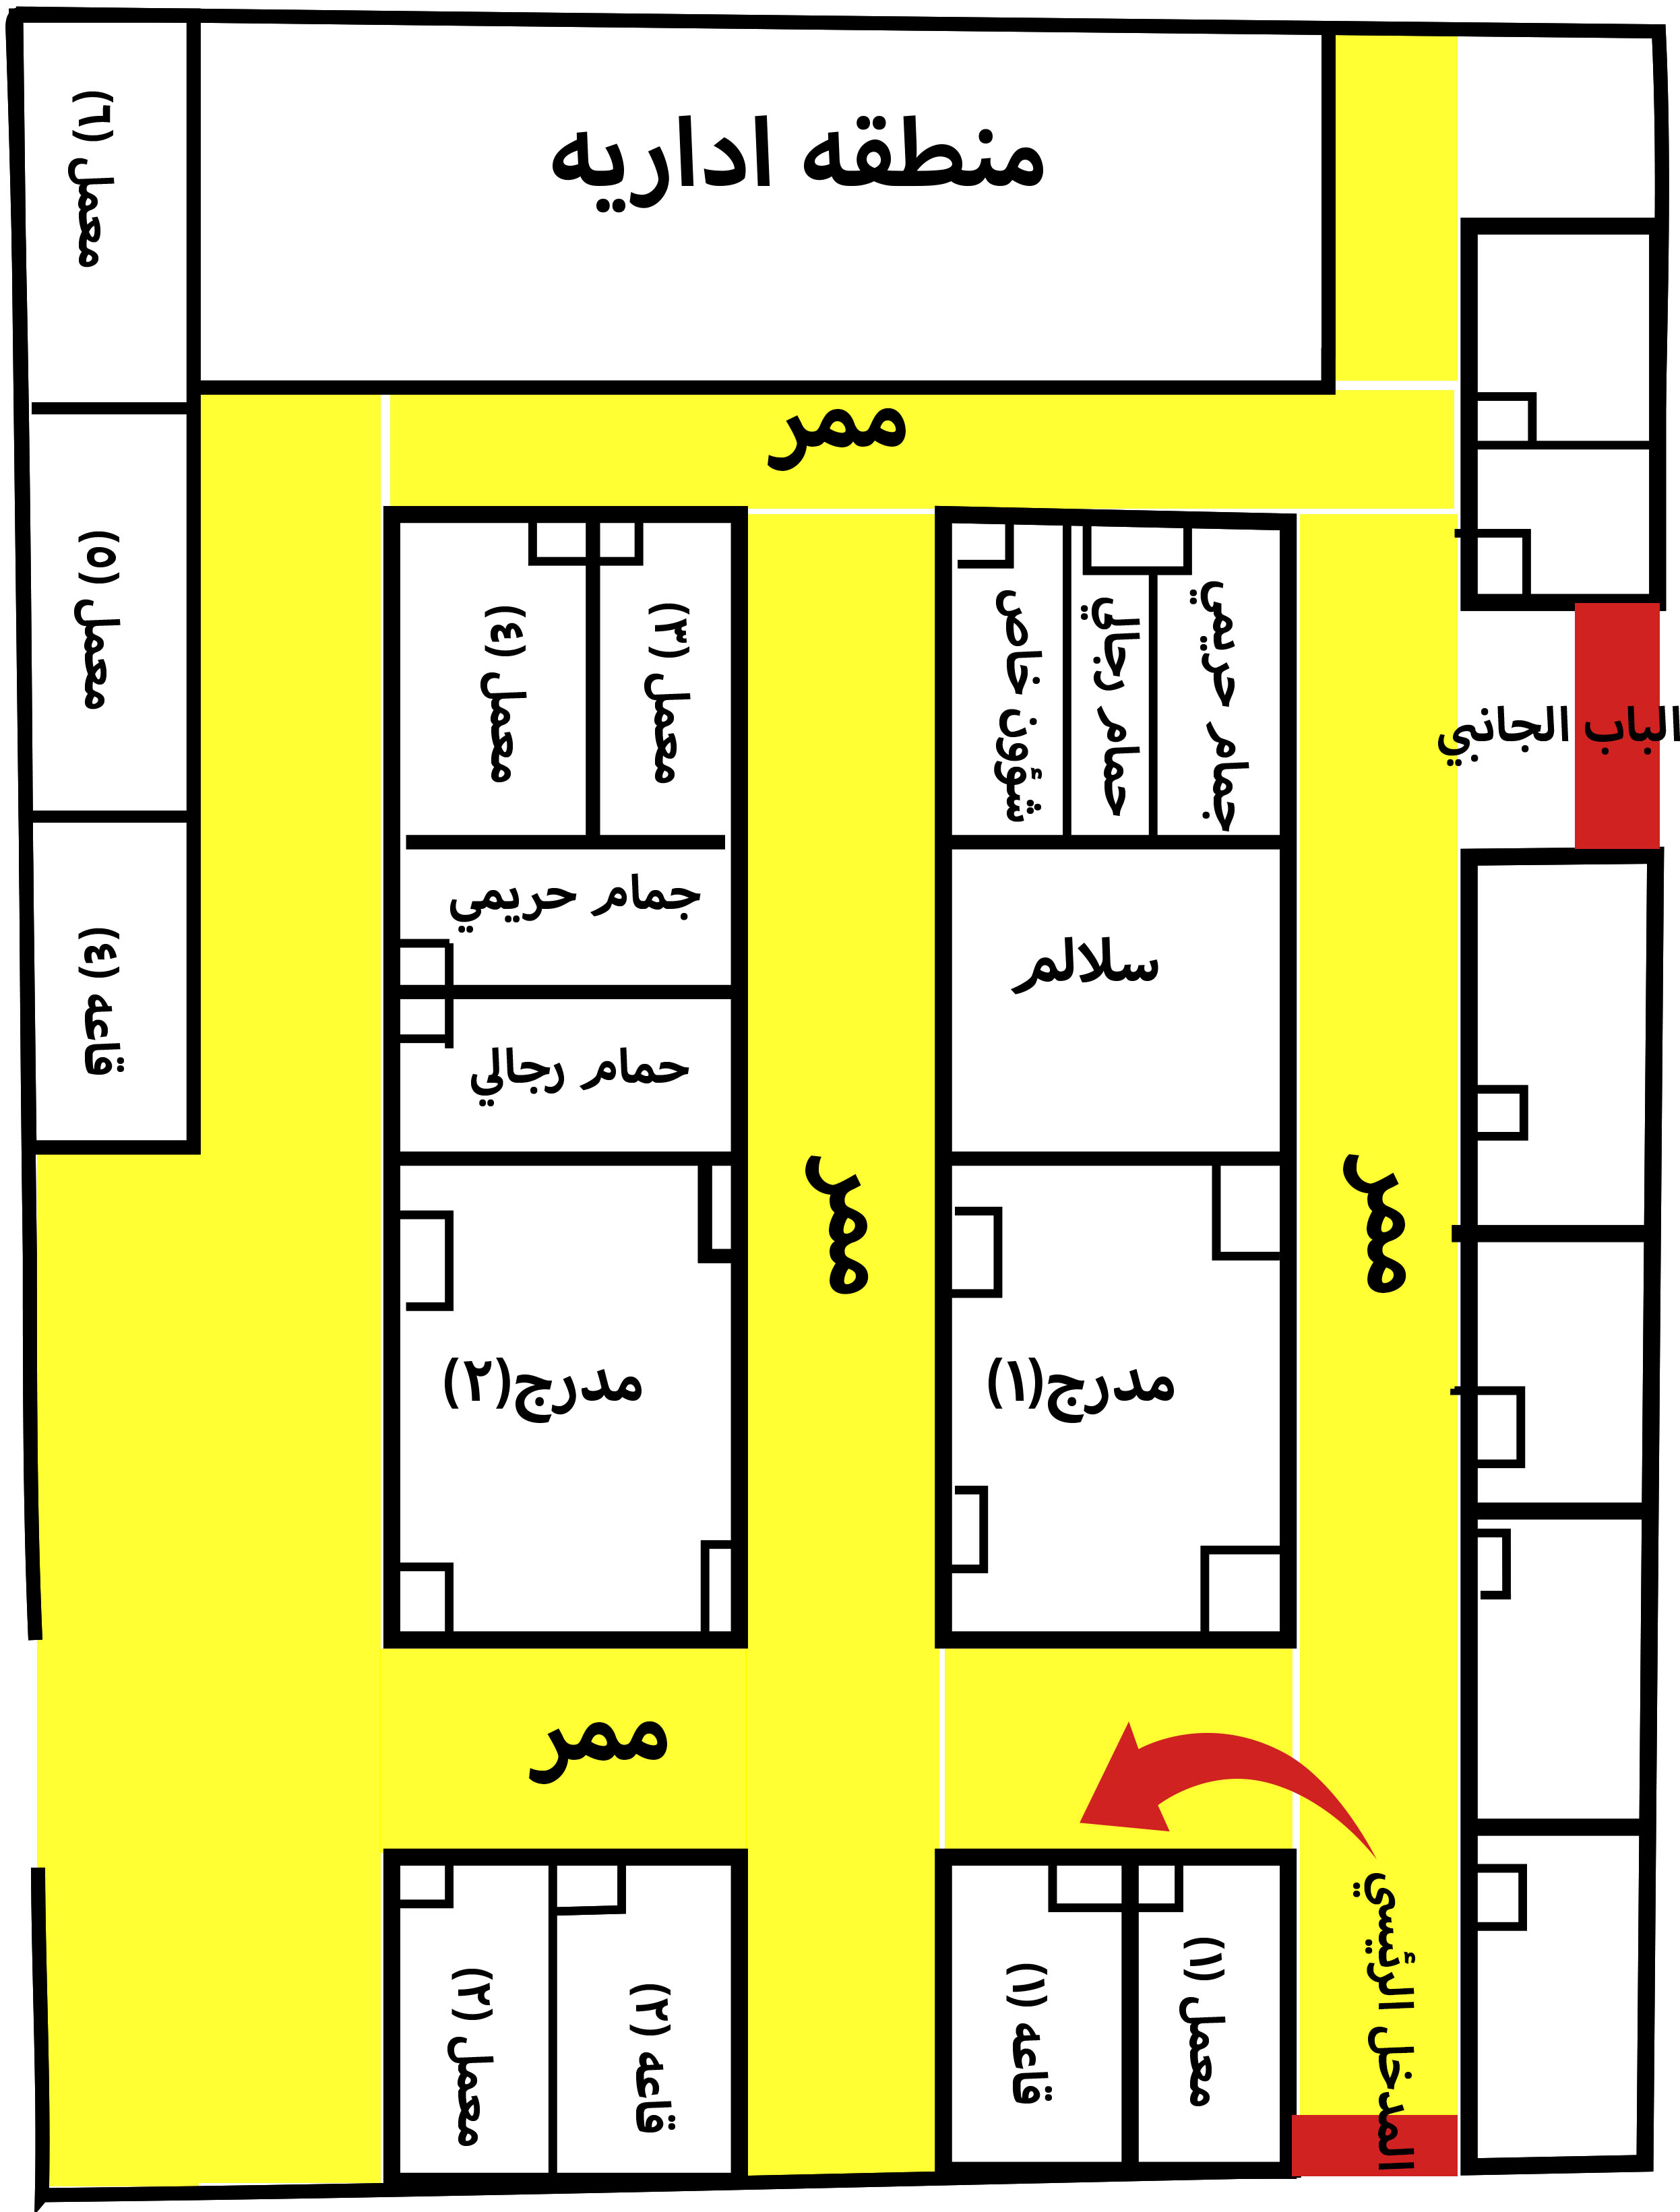 منطقه اداريه
معمل (٦)
ممر
معمل (٥)
معمل (٤)
معمل (٣)
شؤون خاص
حمام رجالي
جمام حريمي
الباب الجاني
جمام حريمي
قاعه (٤)
سلالم
حمام رجالي
ممر
ممر
مدرج(٢)
مدرج(١)
ممر
المدخل الرئيسي
معمل (٢)
قاعه (٢)
قاعه (١)
معمل (١)